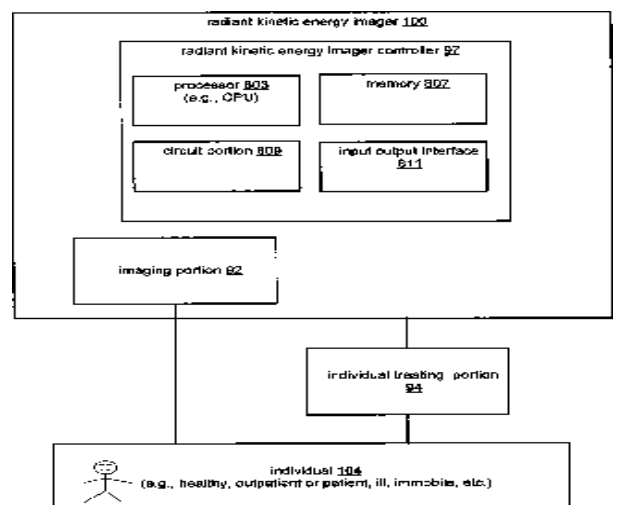 radiant kinetic energy imager 100
radiant kinetic energy imager controller 97
processor 803
(e.g., CPU)
memory 807
circuit portion 809
input output interface
811
imaging portion 92
individual treating portion
94
individual 104
(e.g., healthy, outpatient or patient, ill, immobile, etc.)